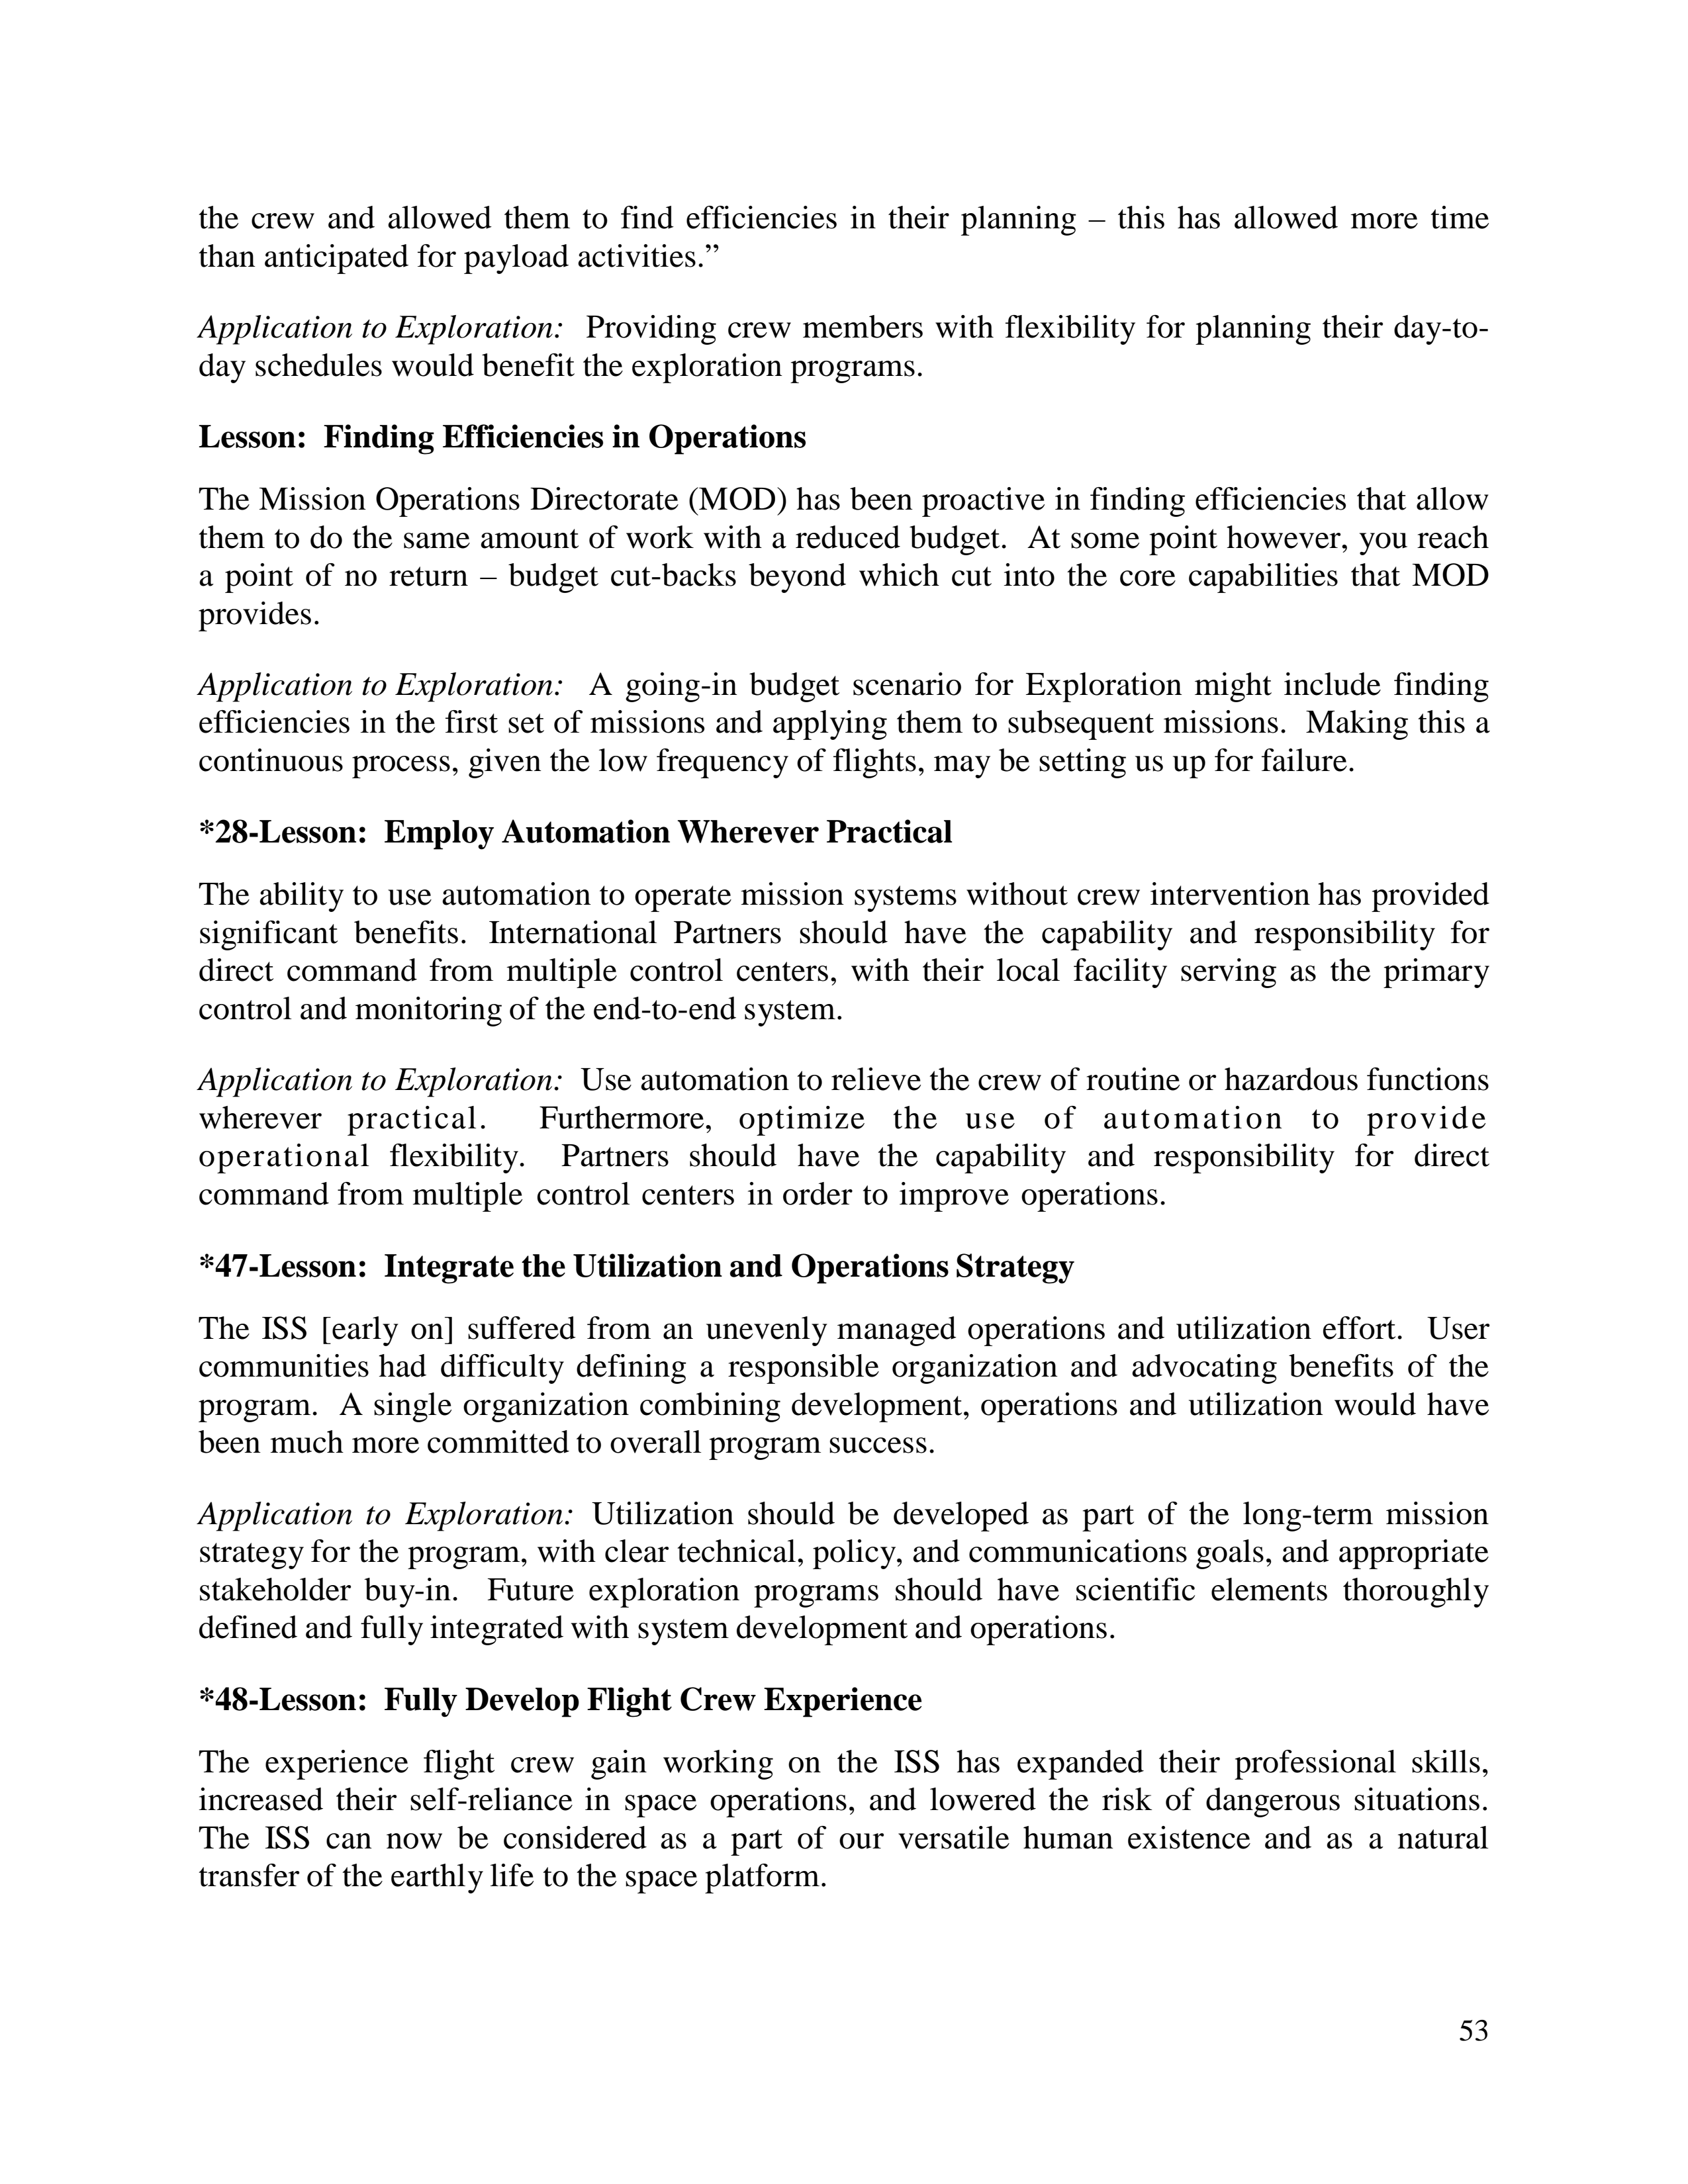 the crew and allowed them to find efficiencies in their planning – this has allowed more time
than anticipated for payload activities.”
Application to Exploration: Providing crew members with flexibility for planning their day-to-
day schedules would benefit the exploration programs.
Lesson: Finding Efficiencies in Operations
The Mission Operations Directorate (MOD) has been proactive in finding efficiencies that allow
them to do the same amount of work with a reduced budget. At some point however, you reach
a point of no return – budget cut-backs beyond which cut into the core capabilities that MOD
provides.
Application to Exploration: A going-in budget scenario for Exploration might include finding
efficiencies in the first set of missions and applying them to subsequent missions. Making this a
continuous process, given the low frequency of flights, may be setting us up for failure.
*28-Lesson: Employ Automation Wherever Practical
The ability to use automation to operate mission systems without crew intervention has provided
significant benefits. International Partners should have the capability and responsibility for
direct command from multiple control centers, with their local facility serving as the primary
control and monitoring of the end-to-end system.
Application to Exploration: Use automation to relieve the crew of routine or hazardous functions
wherever practical. Furthermore, optimize the use of automation to provide
operational flexibility. Partners should have the capability and responsibility for direct
command from multiple control centers in order to improve operations.
*47-Lesson: Integrate the Utilization and Operations Strategy
The ISS [early on] suffered from an unevenly managed operations and utilization effort. User
communities had difficulty defining a responsible organization and advocating benefits of the
program. A single organization combining development, operations and utilization would have
been much more committed to overall program success.
Application to Exploration: Utilization should be developed as part of the long-term mission
strategy for the program, with clear technical, policy, and communications goals, and appropriate
stakeholder buy-in. Future exploration programs should have scientific elements thoroughly
defined and fully integrated with system development and operations.
*48-Lesson: Fully Develop Flight Crew Experience
The experience flight crew gain working on the ISS has expanded their professional skills,
increased their self-reliance in space operations, and lowered the risk of dangerous situations.
The ISS can now be considered as a part of our versatile human existence and as a natural
transfer of the earthly life to the space platform.
53